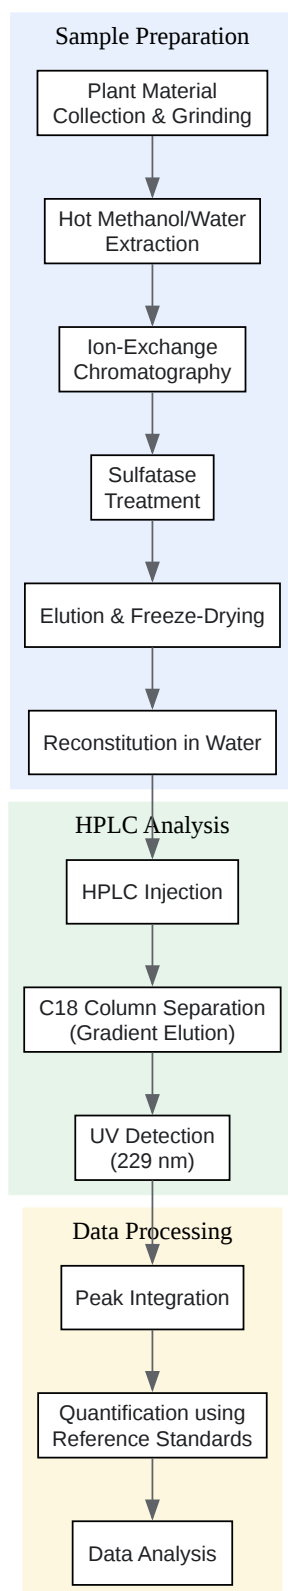 Sample Preparation
Plant Material
Collection & Grinding
Hot Methanol/Water
Extraction
Ion-Exchange
Chromatography
Sulfatase
Treatment
Elution & Freeze-Drying
Reconstitution in Water
HPLC Analysis
HPLC Injection
C18 Column Separation
(Gradient Elution)
UV Detection
(229 nm)
Data Processing
Peak Integration
Quantification using
Reference Standards
Data Analysis